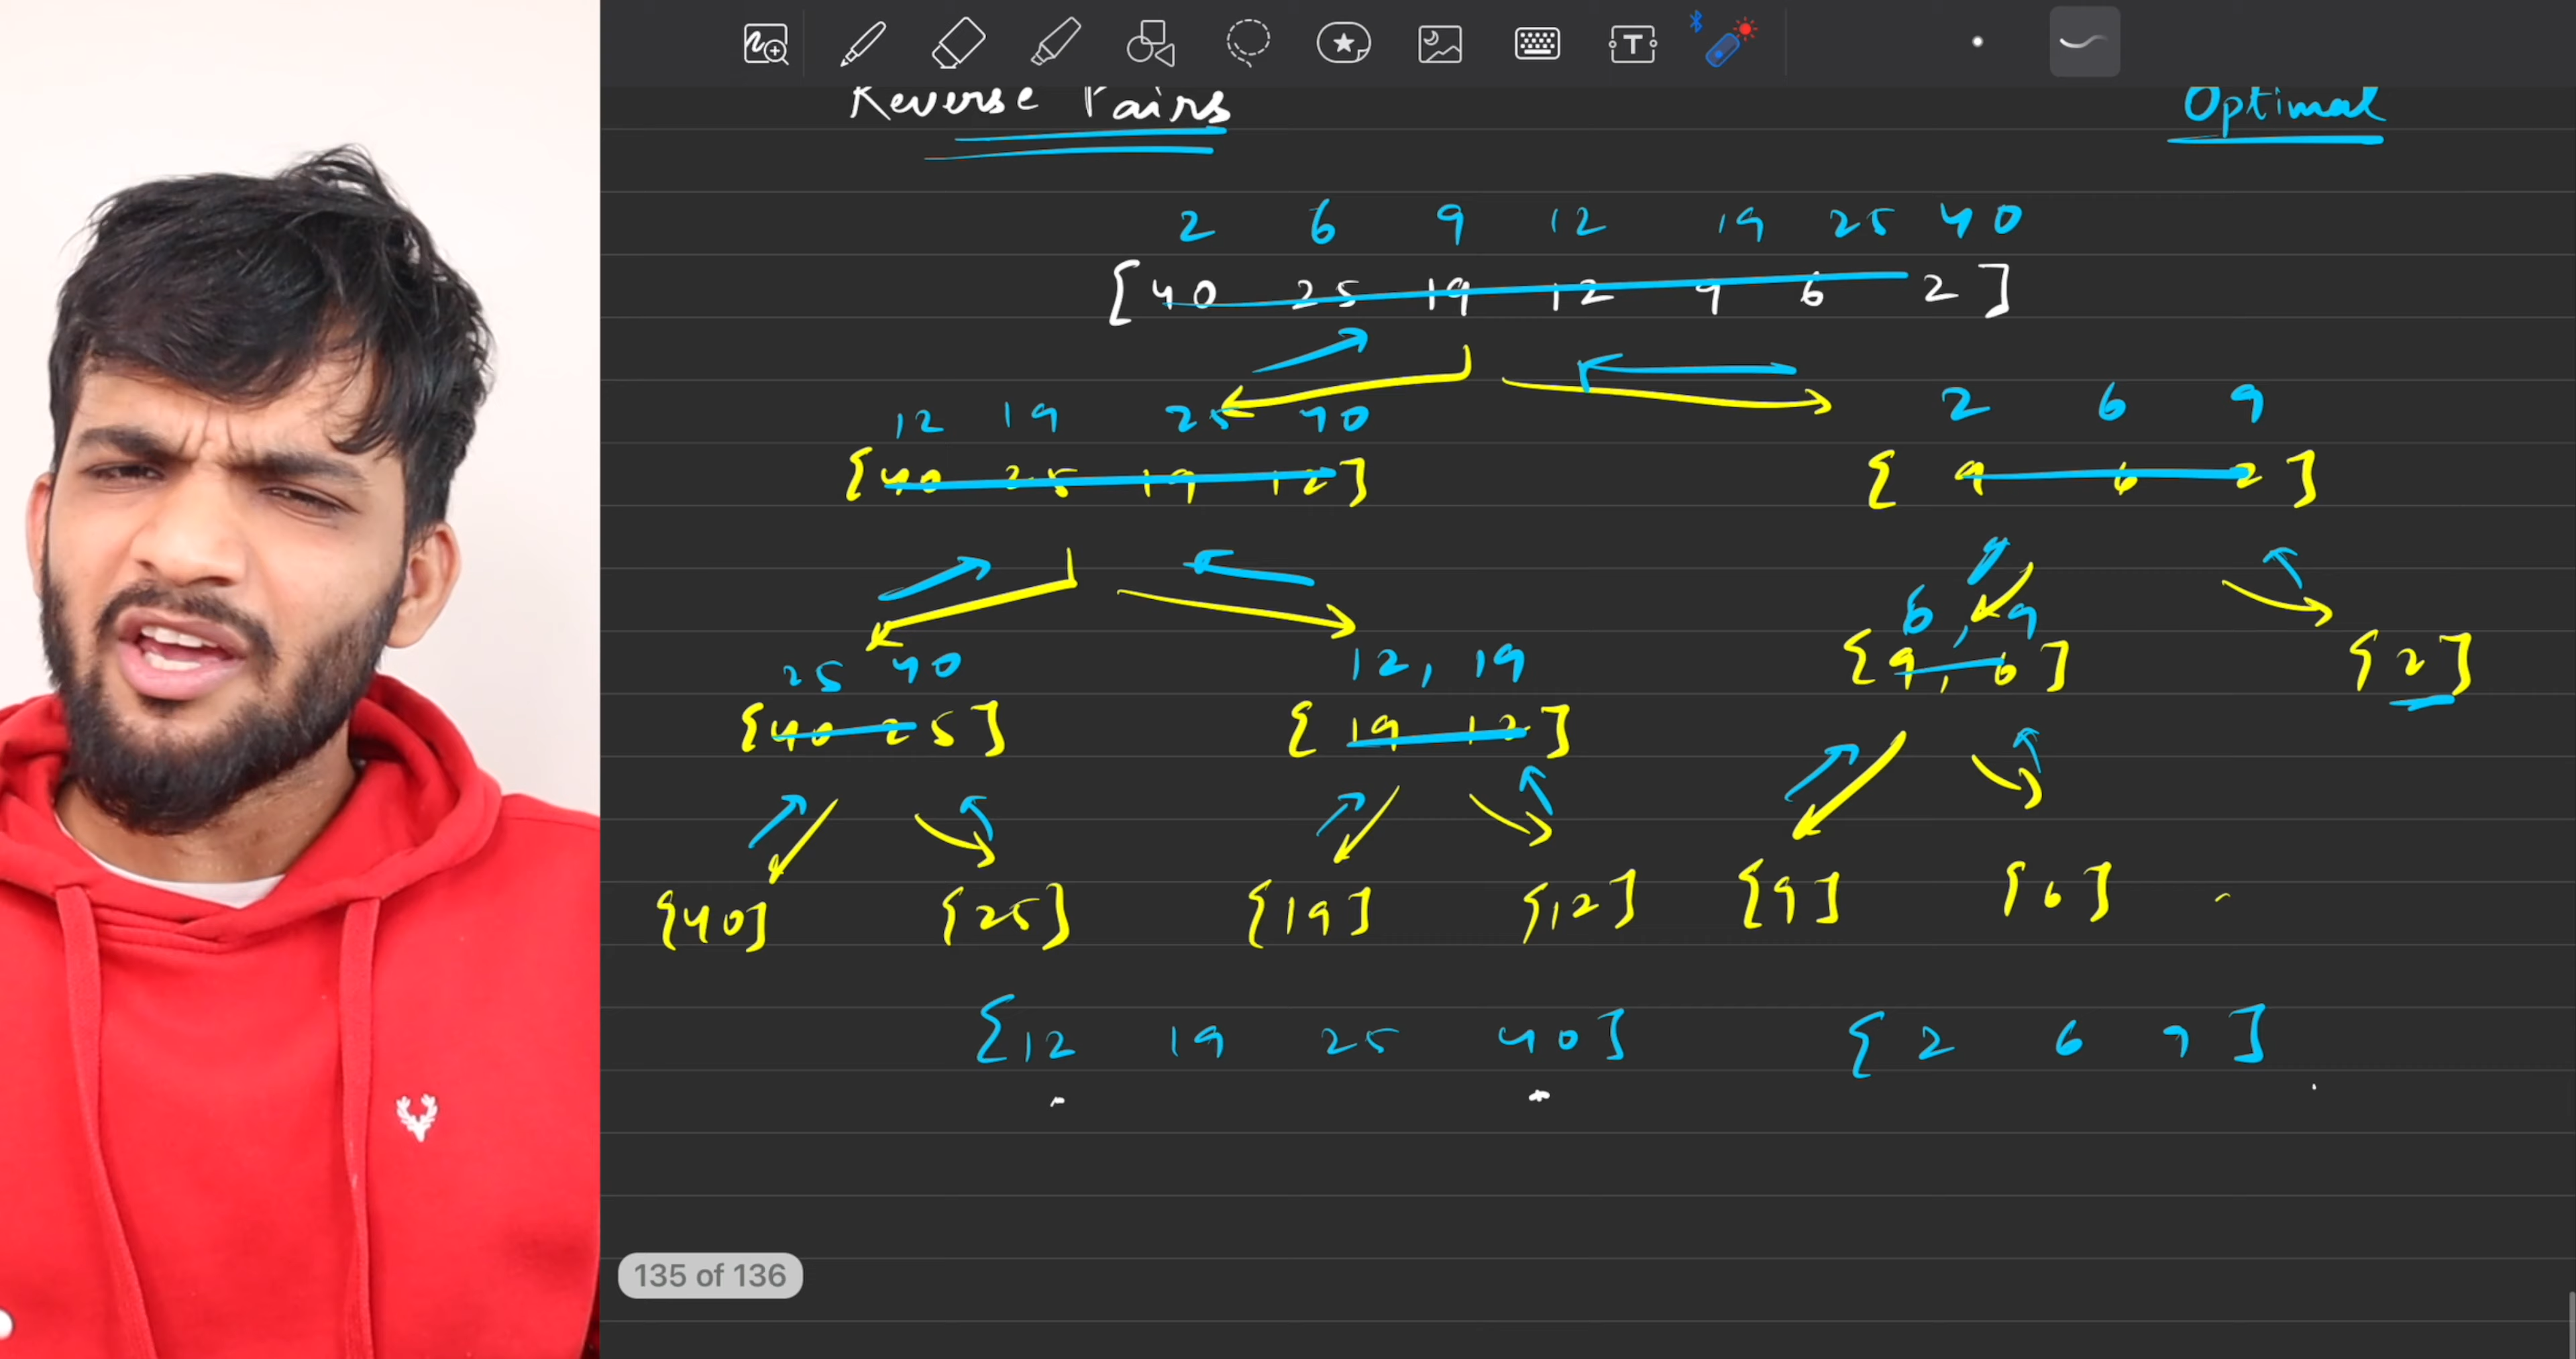 Reverse Pairs
Optimal
2 6 9 12 19 25 40
[40 25 19 12 9 6 2]
12 19 25 40
2 6 9
{40 25 19 12]
{ 9 6 2 ]
6, 9
25 40
12, 19
{9, 6]
{2]
{40 25]
{ 19 12 ]
{40]
{25]
{19]
{12]
{9]
{6]
{12 19 25 40]
{ 2 6 9 ]
135 of 136
T